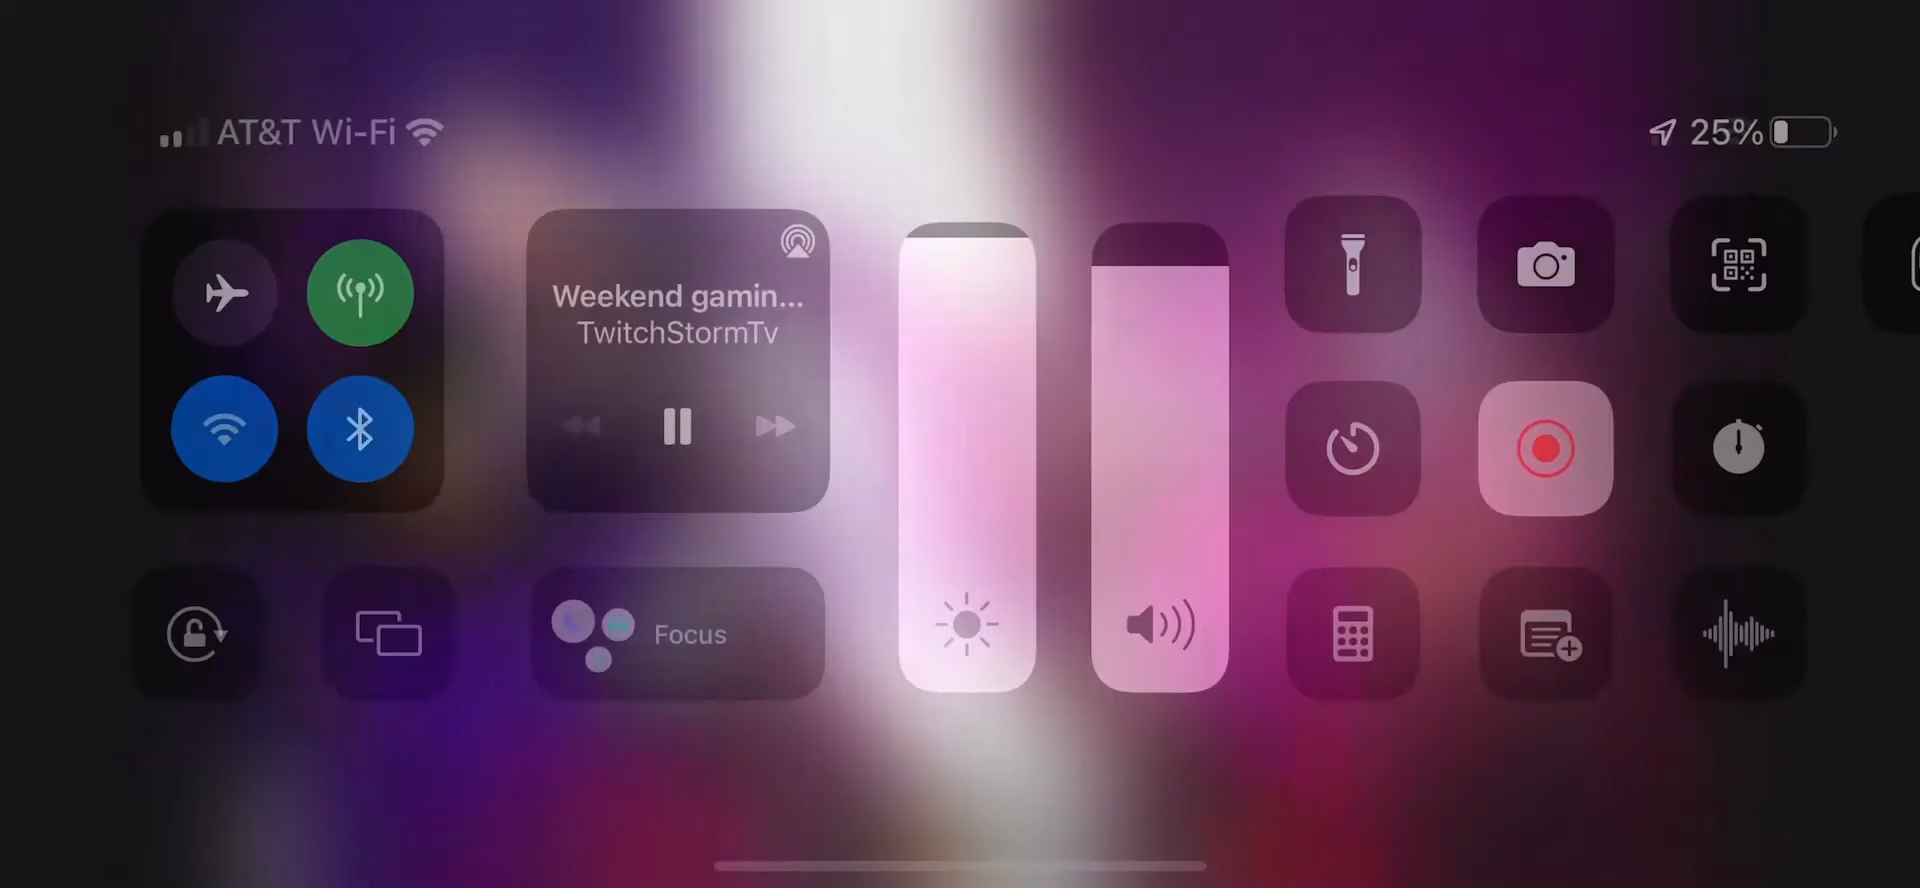 AT&T Wi-Fi
25%
Weekend gamin...
TwitchStormTv
Focus